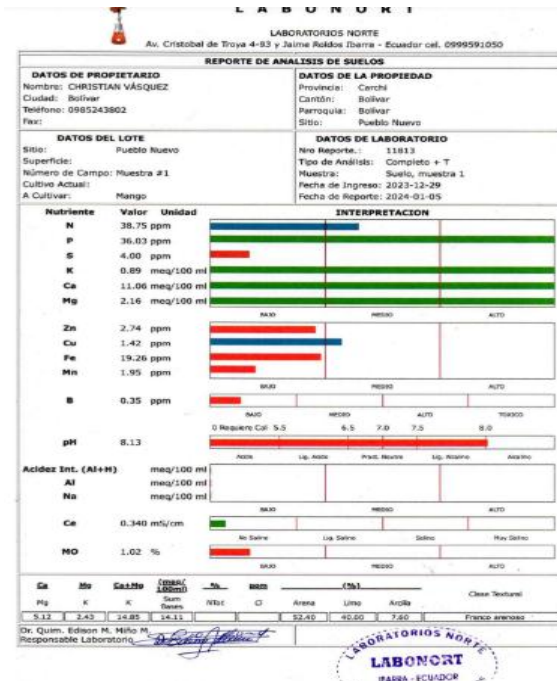 LABONORT
LABORATORIOS NORTE
Av. Cristobal de Troya 4-93 y Jaime Roldos Ibarra - Ecuador cel. 0999591050
REPORTE DE ANALISIS DE SUELOS
DATOS DE PROPIETARIO
Nombre: CHRISTIAN VÁSQUEZ
Ciudad: Bolivar
Teléfono: 0985243802
Fax:
DATOS DE LA PROPIEDAD
Provincia: Carchi
Cantón: Bolivar
Parroquia: Bolivar
Sitio: Pueblo Nuevo
DATOS DEL LOTE
Sitio: Pueblo Nuevo
Superficie:
Número de Campo: Muestra #1
Cultivo Actual:
A Cultivar: Mango
DATOS DE LABORATORIO
Nro Reporte.: 11813
Tipo de Análisis: Completo + T
Muestra: Suelo, muestra 1
Fecha de Ingreso: 2023-12-29
Fecha de Reporte: 2024-01-05
Nutriente Valor Unidad INTERPRETACION
N 38.75 ppm
P 36.03 ppm
S 4.00 ppm
K 0.89 meq/100 ml
Ca 11.06 meq/100 ml
Mg 2.16 meq/100 ml
BAJO MEDIO ALTO
Zn 2.74 ppm
Cu 1.42 ppm
Fe 19.26 ppm
Mn 1.95 ppm
BAJO MEDIO ALTO
B 0.35 ppm
BAJO MEDIO ALTO TOXICO
0 Requiere Cal 5.5 6.5 7.0 7.5 8.0
pH 8.13
Acido Lig. Acido Pract. Neutro Lig. Alcalino Alcalino
Acidez Int. (Al+H) meq/100 ml
Al meq/100 ml
Na meq/100 ml
BAJO MEDIO ALTO
Ce 0.340 mS/cm
No Salino Lig. Salino Salino Muy Salino
MO 1.02 %
BAJO MEDIO ALTO
Ca Mg Ca+Mg (meq/100ml) % ppm (%)
Mg K K Sum Bases NTot Cl Arena Limo Arcilla Clase Textural
5.12 2.43 14.85 14.11 52.40 40.00 7.60 Franco arenoso
Dr. Quim. Edison M. Miño M.
Responsable Laboratorio
LABORATORIOS NORTE
LABONORT
IBARRA - ECUADOR